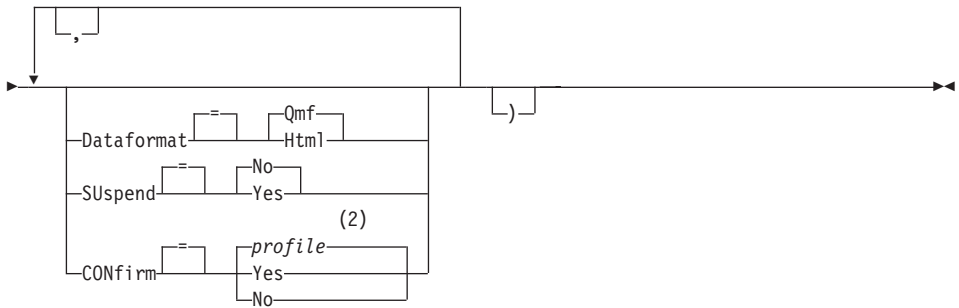 ,
= Qmf
Dataformat Html
)
= No
SUspend Yes
(2)
= profile
CONfirm Yes
No